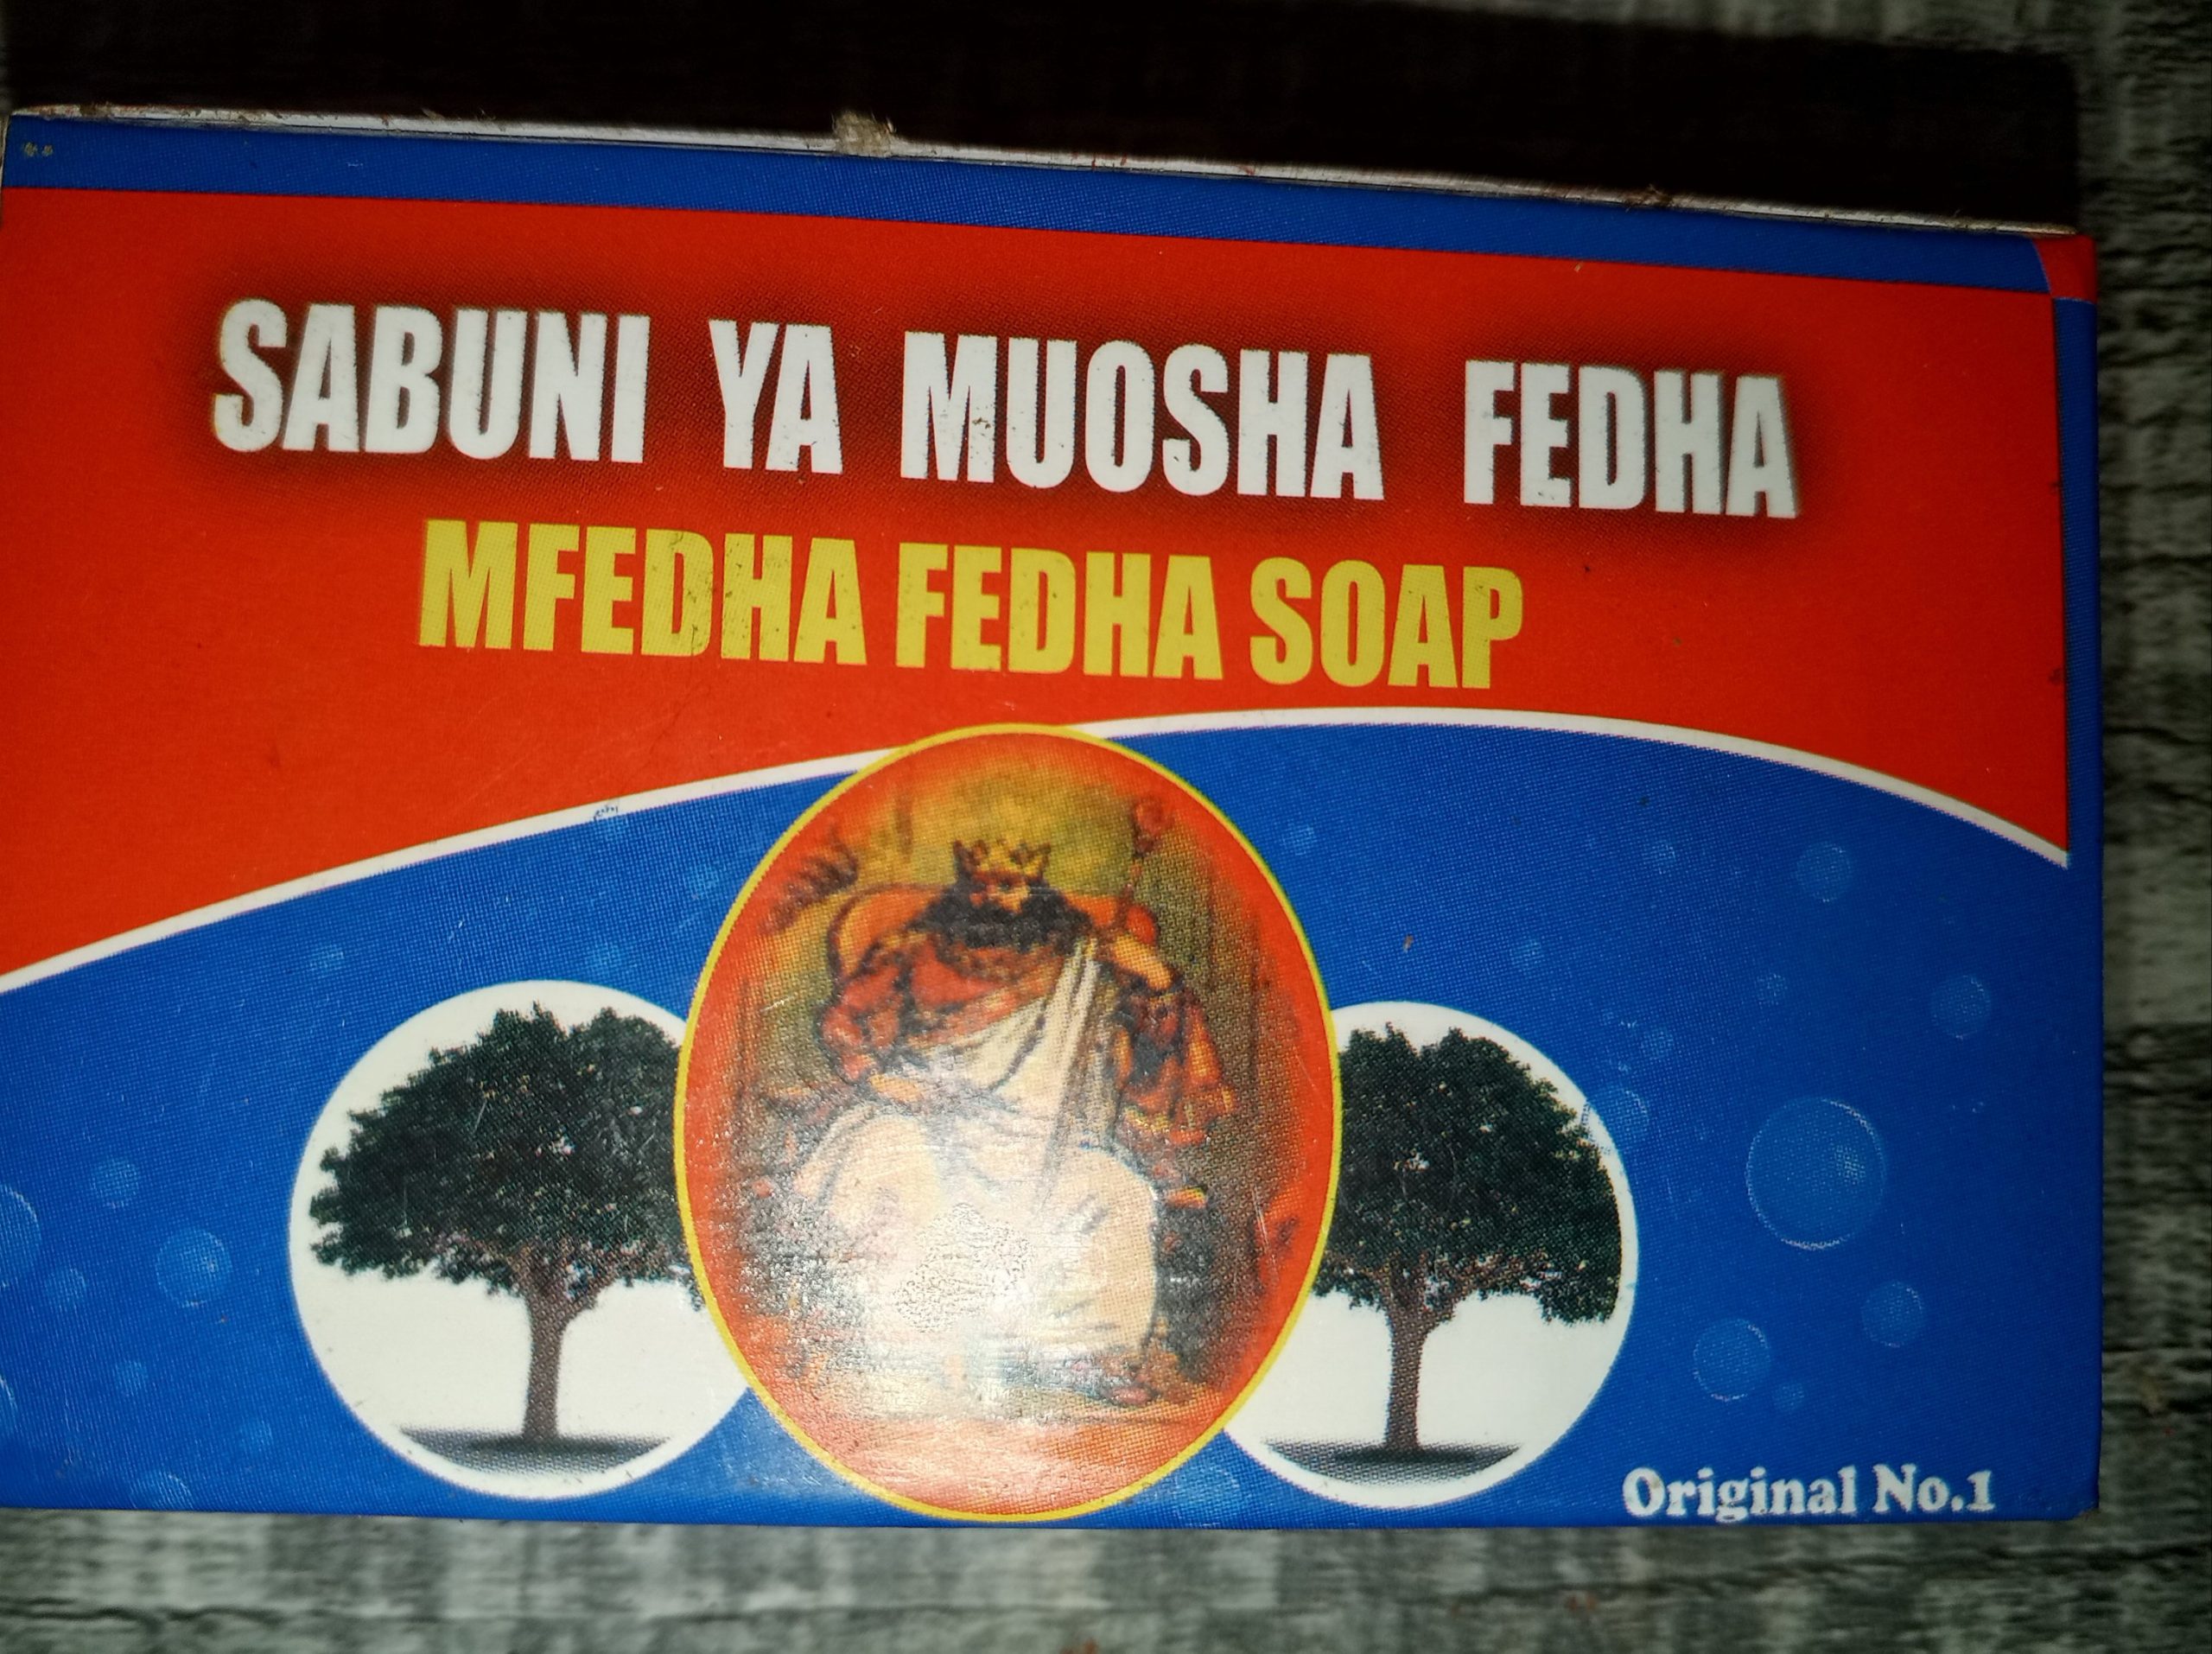 SABUNI YA MUOSHA FEDHA
MFEDHA FEDHA SOAP
Original No.1